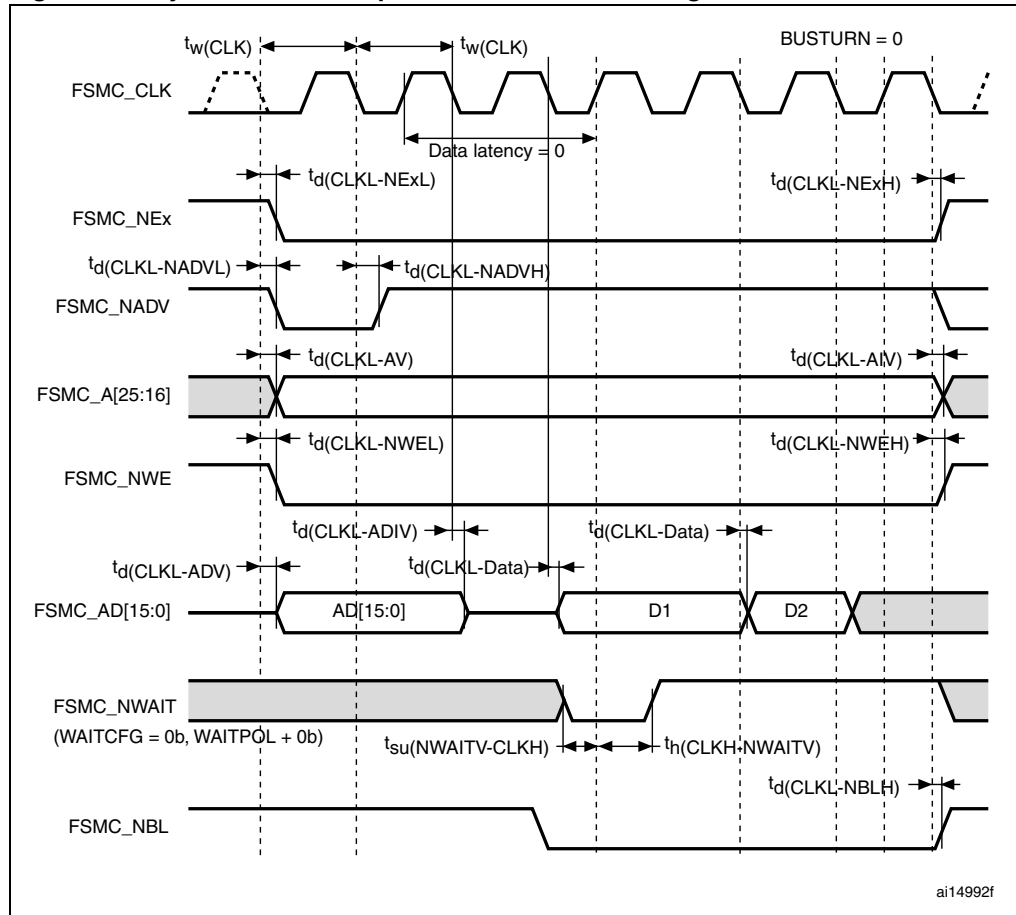 tw(CLK) tw(CLK) BUSTURN = 0
FSMC_CLK
Data latency = 0
td(CLKL-NExL) td(CLKL-NExH)
FSMC_NEx
td(CLKL-NADVL) td(CLKL-NADVH)
FSMC_NADV
td(CLKL-AV) td(CLKL-AIV)
FSMC_A[25:16]
td(CLKL-NWEL) td(CLKL-NWEH)
FSMC_NWE
td(CLKL-ADIV) td(CLKL-Data)
td(CLKL-ADV) td(CLKL-Data)
FSMC_AD[15:0] AD[15:0] D1 D2
FSMC_NWAIT
(WAITCFG = 0b, WAITPOL + 0b)
tsu(NWAITV-CLKH) th(CLKH-NWAITV)
td(CLKL-NBLH)
FSMC_NBL
ai14992f